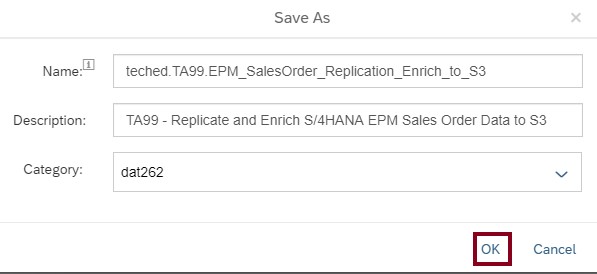 Save As
×
Name: i teched.TA99.EPM_SalesOrder_Replication_Enrich_to_S3
Description: TA99 - Replicate and Enrich S/4HANA EPM Sales Order Data to S3
Category: dat262
OK Cancel